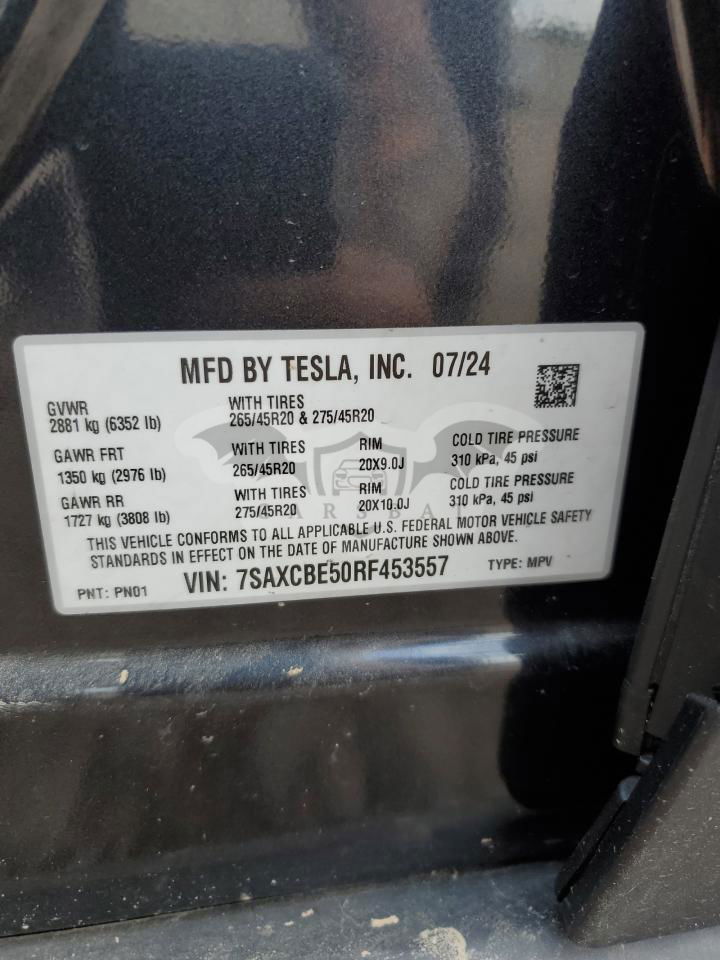 MFD BY TESLA, INC. 07/24
GVWR
2881 kg (6352 lb)
WITH TIRES
265/45R20 & 275/45R20
GAWR FRT
1350 kg (2976 lb)
WITH TIRES
265/45R20
RIM
20X9.0J
COLD TIRE PRESSURE
310 kPa, 45 psi
GAWR RR
1727 kg (3808 lb)
WITH TIRES
275/45R20
RIM
20X10.0J
COLD TIRE PRESSURE
310 kPa, 45 psi
THIS VEHICLE CONFORMS TO ALL APPLICABLE U.S. FEDERAL MOTOR VEHICLE SAFETY
STANDARDS IN EFFECT ON THE DATE OF MANUFACTURE SHOWN ABOVE.
PNT: PN01 VIN: 7SAXCBE50RF453557 TYPE: MPV